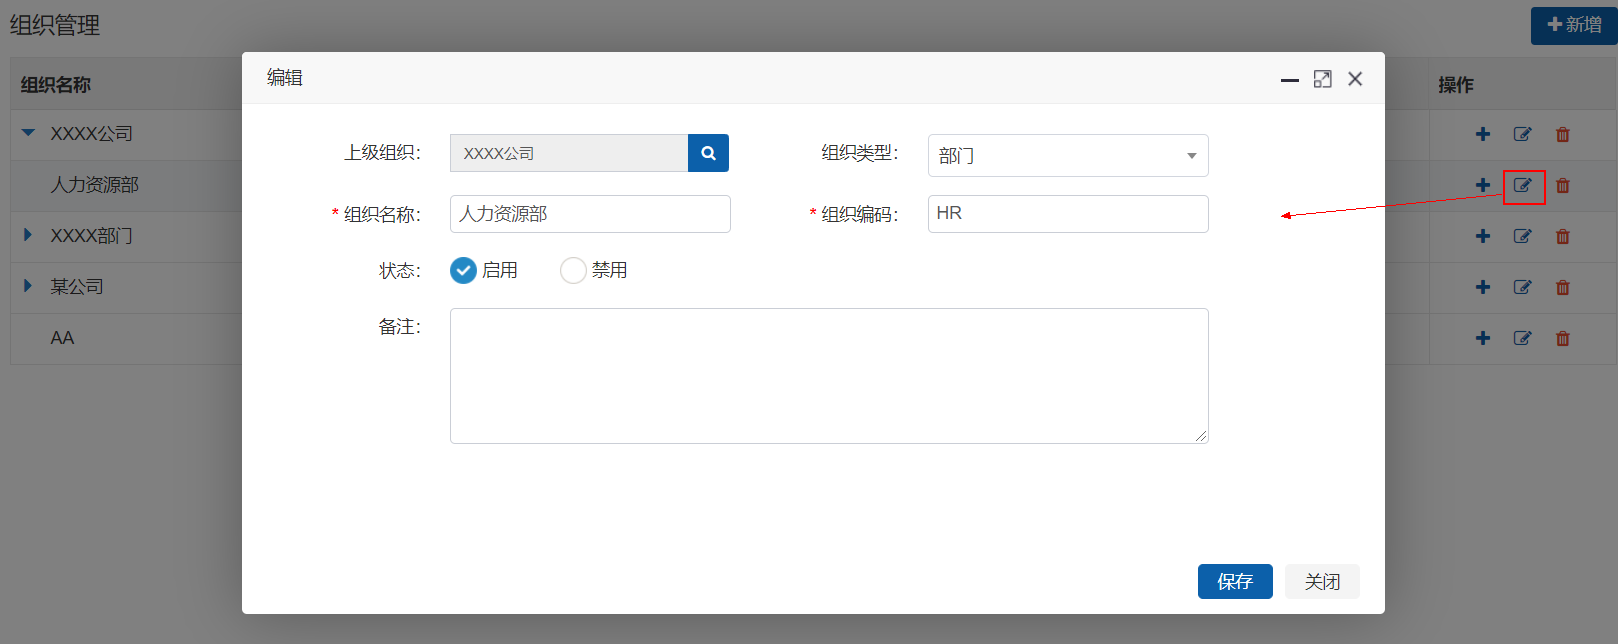 组织管理
新增
组织名称
操作
XXXX公司
人力资源部
XXXX部门
某公司
AA
编辑
上级组织: XXXX公司
组织类型: 部门
* 组织名称: 人力资源部
* 组织编码: HR
状态: 启用 禁用
备注:
保存 关闭